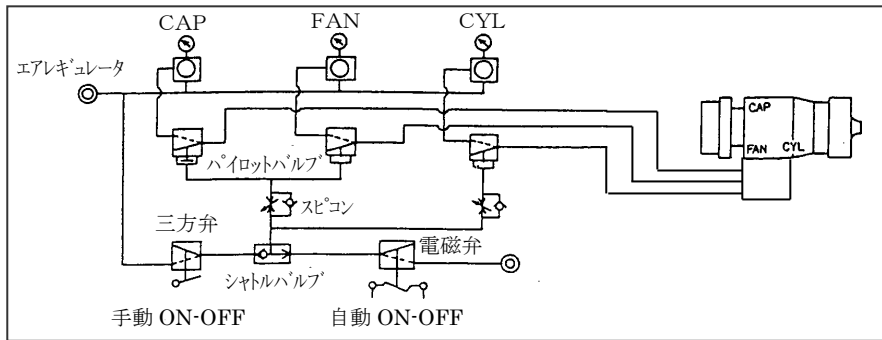 CAP FAN CYL
エアレギュレータ
CAP
FAN CYL
パイロットバルブ
スピコン
三方弁 電磁弁
シャトルバルブ
手動 ON-OFF 自動 ON-OFF